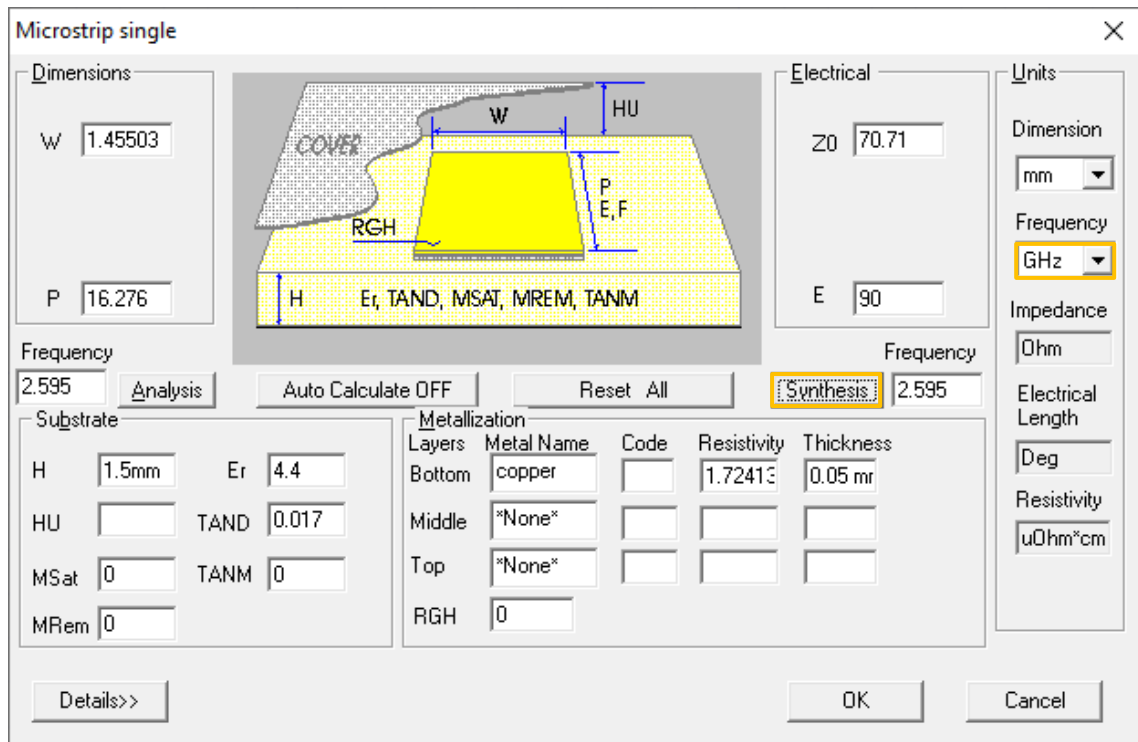 Microstrip single
Dimensions
W 1.45503
P 16.276
COVER
W
HU
P
E,F
RGH
H Er, TAND, MSAT, MREM, TANM
Electrical
Z0 70.71
E 90
Units
Dimension
mm
Frequency
GHz
Impedance
Ohm
Electrical
Length
Deg
Resistivity
uOhm*cm
Frequency
2.595 Analysis
Auto Calculate OFF
Reset All
Frequency
Synthesis 2.595
Substrate
H 1.5mm Er 4.4
HU TAND 0.017
MSat 0 TANM 0
MRem 0
Metallization
Layers Metal Name Code Resistivity Thickness
Bottom copper 1.72413 0.05 mr
Middle *None*
Top *None*
RGH 0
Details>>
OK
Cancel